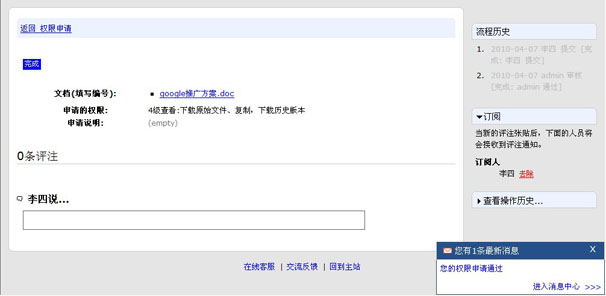 返回 权限申请
完成
文档(填写编号): ● google推广方案.doc
申请的权限: 4级查看:下载原始文件、复制，下载历史版本
申请说明: (empty)
0条评注
李四说...
流程历史
1. 2010-04-07 李四 提交 [完成: 李四 提交]
2. 2010-04-07 admin 审核 [完成: admin 通过]
订阅
当新的评注张贴后，下面的人员将
会接收到评注通知。
订阅人
李四 去除
查看操作历史...
您有1条最新消息 X
您的权限申请通过
进入消息中心 >>>
在线客服 | 交流反馈 | 回到主站